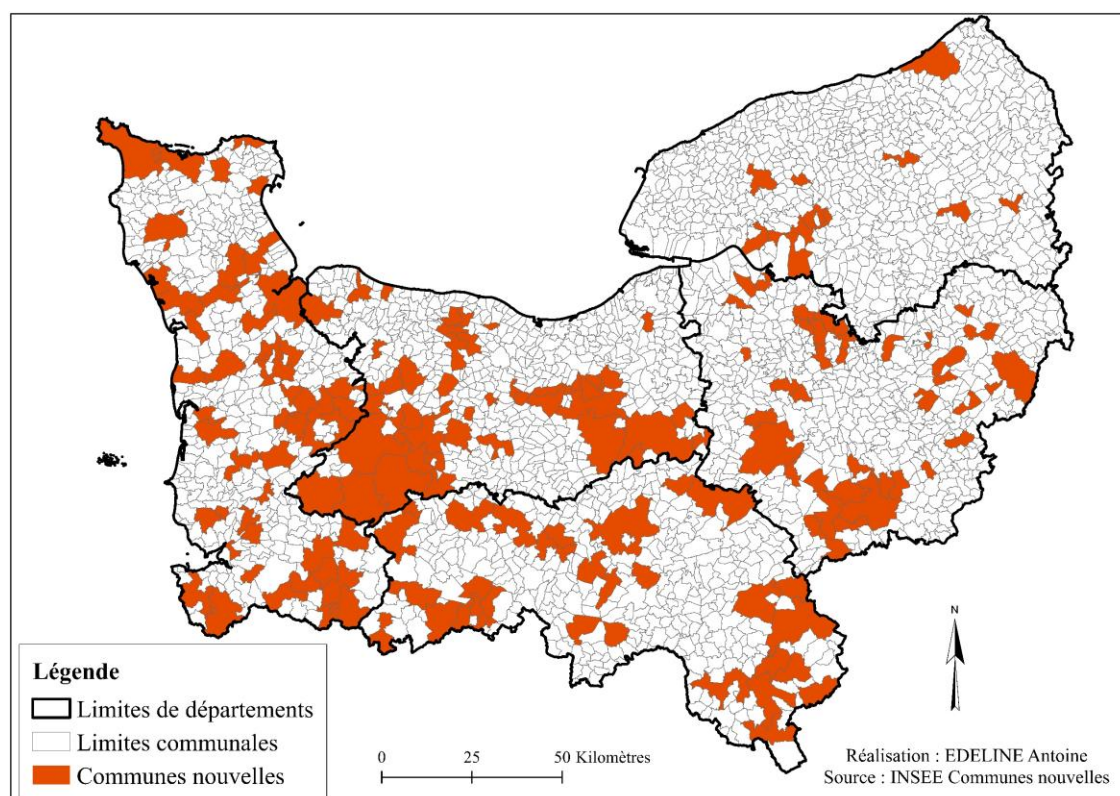 N
Légende
Limites de départements
Limites communales
Communes nouvelles
0 25 50 Kilomètres
Réalisation : EDELINE Antoine
Source : INSEE Communes nouvelles